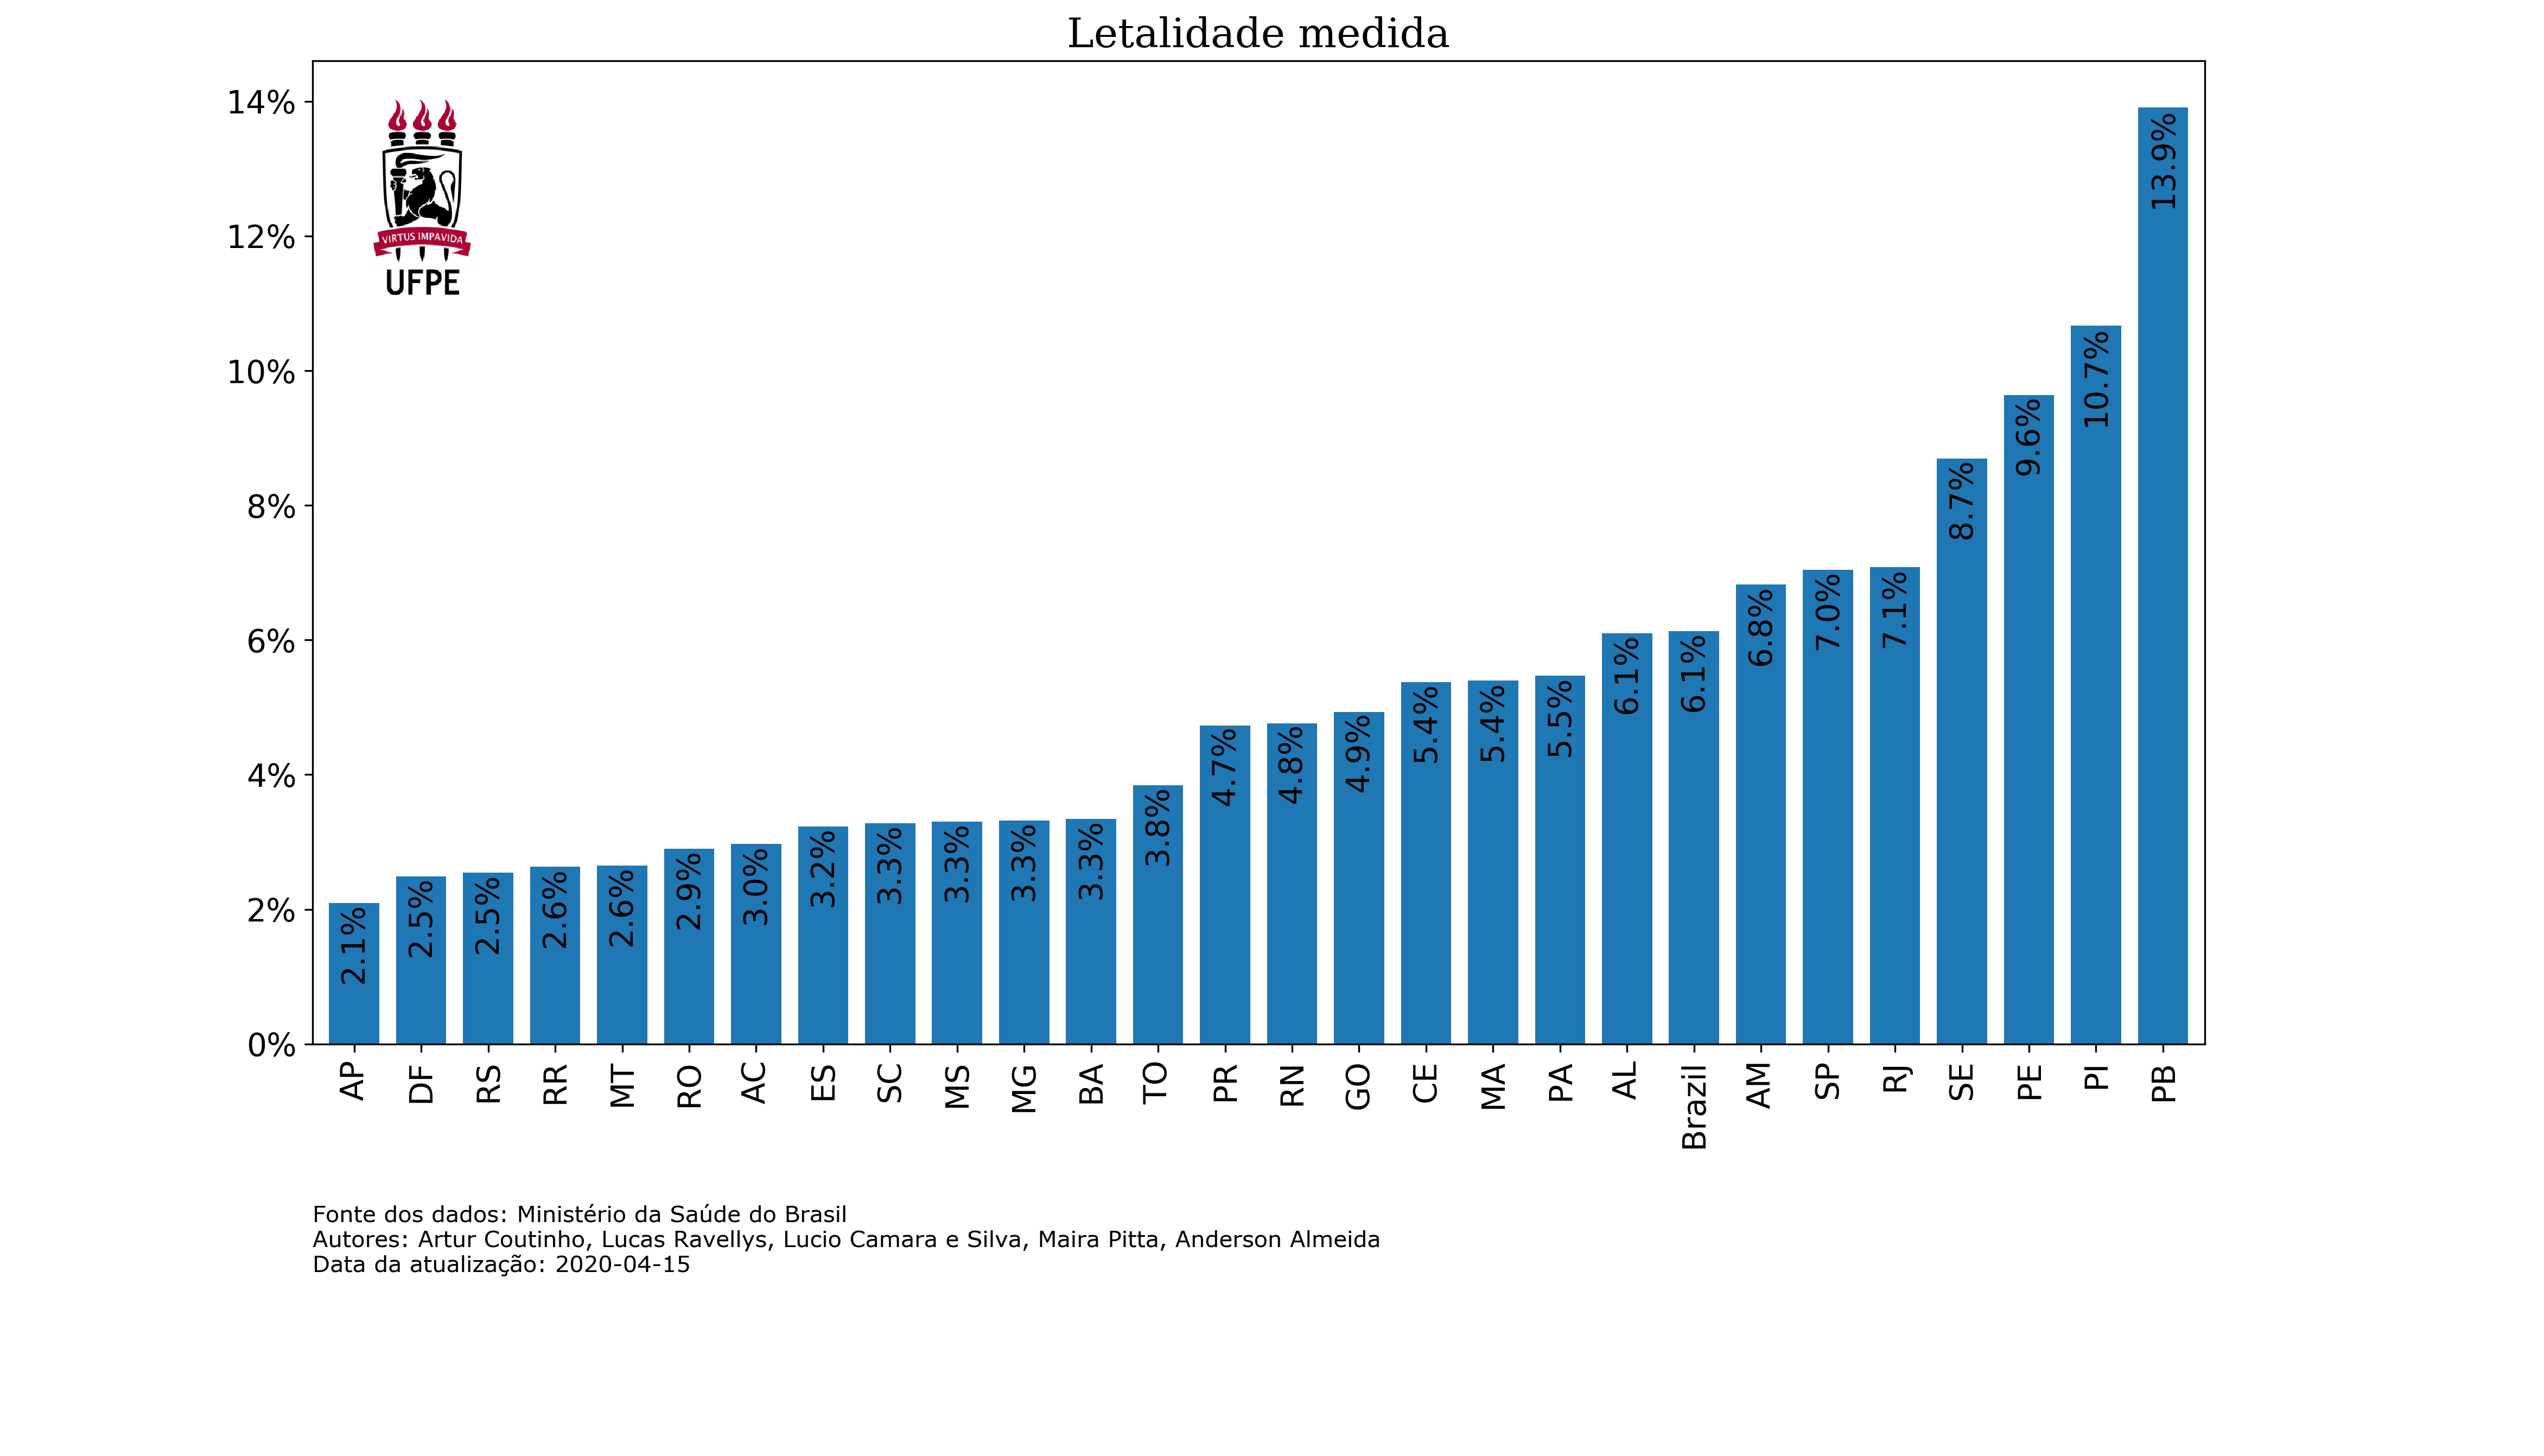 Letalidade medida
14%
12%
10%
8%
6%
4%
2%
0%
VIRTUS IMPAVIDA
UFPE
2.1%
2.5%
2.5%
2.6%
2.6%
2.9%
3.0%
3.2%
3.3%
3.3%
3.3%
3.3%
3.8%
4.7%
4.8%
4.9%
5.4%
5.4%
5.5%
6.1%
6.1%
6.8%
7.0%
7.1%
8.7%
9.6%
10.7%
13.9%
AP
DF
RS
RR
MT
RO
AC
ES
SC
MS
MG
BA
TO
PR
RN
GO
CE
MA
PA
AL
Brazil
AM
SP
RJ
SE
PE
PI
PB
Fonte dos dados: Ministério da Saúde do Brasil
Autores: Artur Coutinho, Lucas Ravellys, Lucio Camara e Silva, Maira Pitta, Anderson Almeida
Data da atualização: 2020-04-15